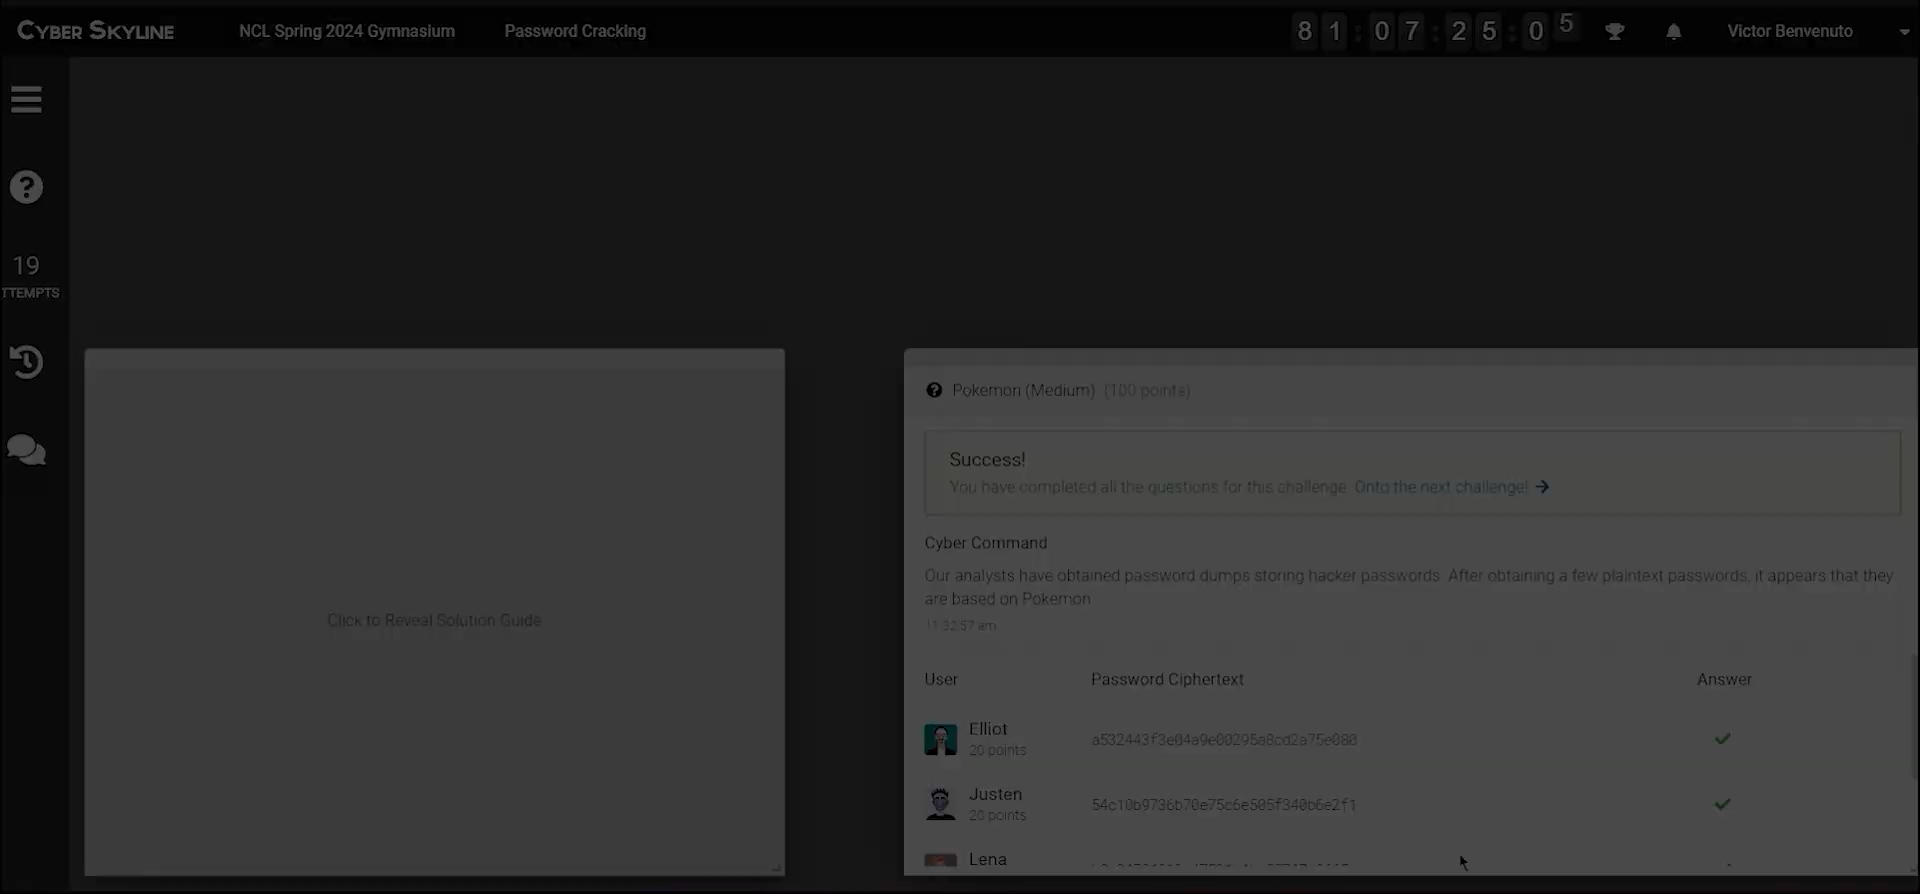 CYBER SKYLINE
NCL Spring 2024 Gymnasium
Password Cracking
81:07:25:05
Victor Benvenuto
19
TTEMPTS
Click to Reveal Solution Guide
Pokemon (Medium) (100 points)
Success!
You have completed all the questions for this challenge. Onto the next challenge!
Cyber Command
Our analysts have obtained password dumps storing hacker passwords. After obtaining a few plaintext passwords, it appears that they
are based on Pokemon
11:32:57 am
User Password Ciphertext Answer
Elliot
20 points
a532443f3e04a9e00295a8cd2a75e080
Justen
20 points
54c10b9736b70e75c6e505f340b6e2f1
Lena